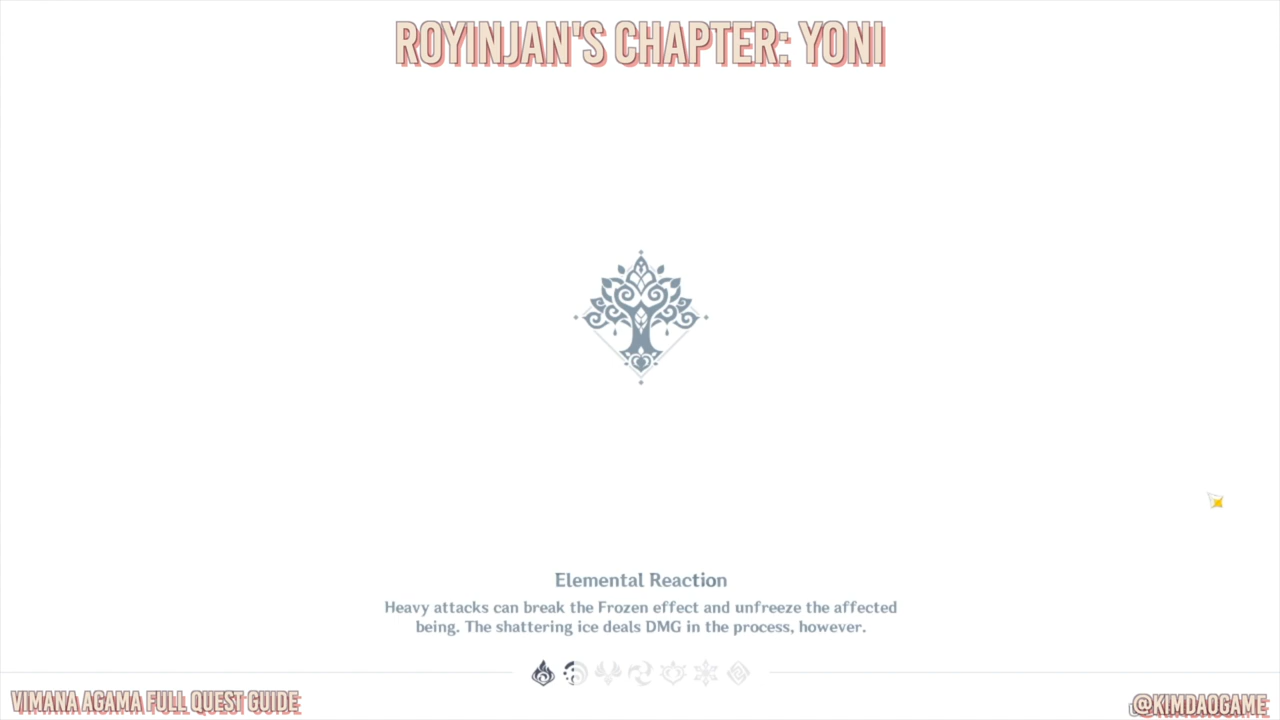 ROYINJAN'S CHAPTER: YONI
Elemental Reaction
Heavy attacks can break the Frozen effect and unfreeze the affected
being. The shattering ice deals DMG in the process, however.
VIMANA AGAMA FULL QUEST GUIDE
@KIMDAOGAME